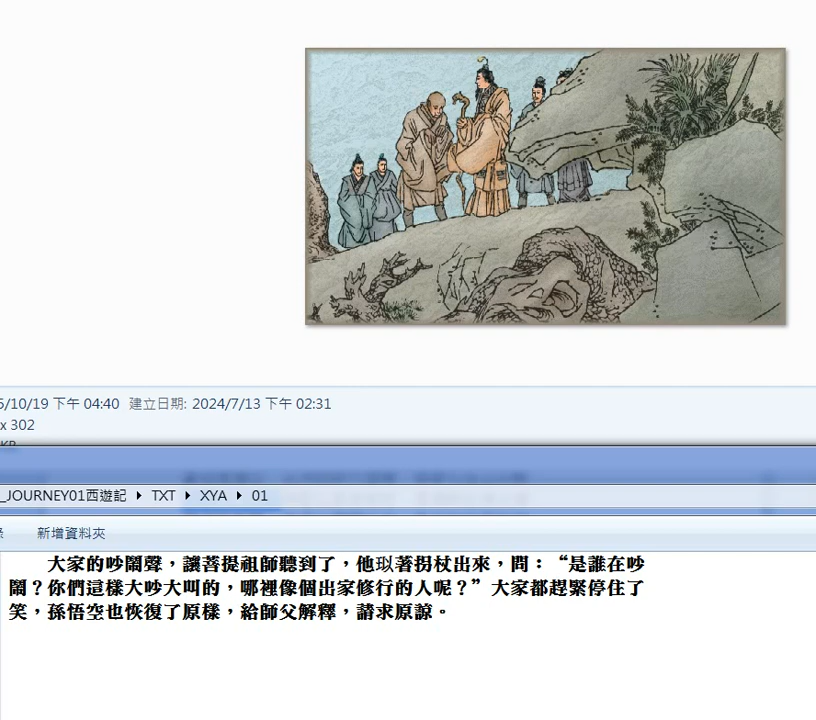 5/10/19 下午 04:40 建立日期: 2024/7/13 下午 02:31
x 302
KB
_JOURNEY01西遊記 ▸ TXT ▸ XYA ▸ 01
新增資料夾
大家的吵鬧聲，讓菩提祖師聽到了，他㕥著拐杖出來，問：“是誰在吵
鬧？你們這樣大吵大叫的，哪裡像個出家修行的人呢？”大家都趕緊停住了
笑，孫悟空也恢復了原樣，給師父解釋，請求原諒。